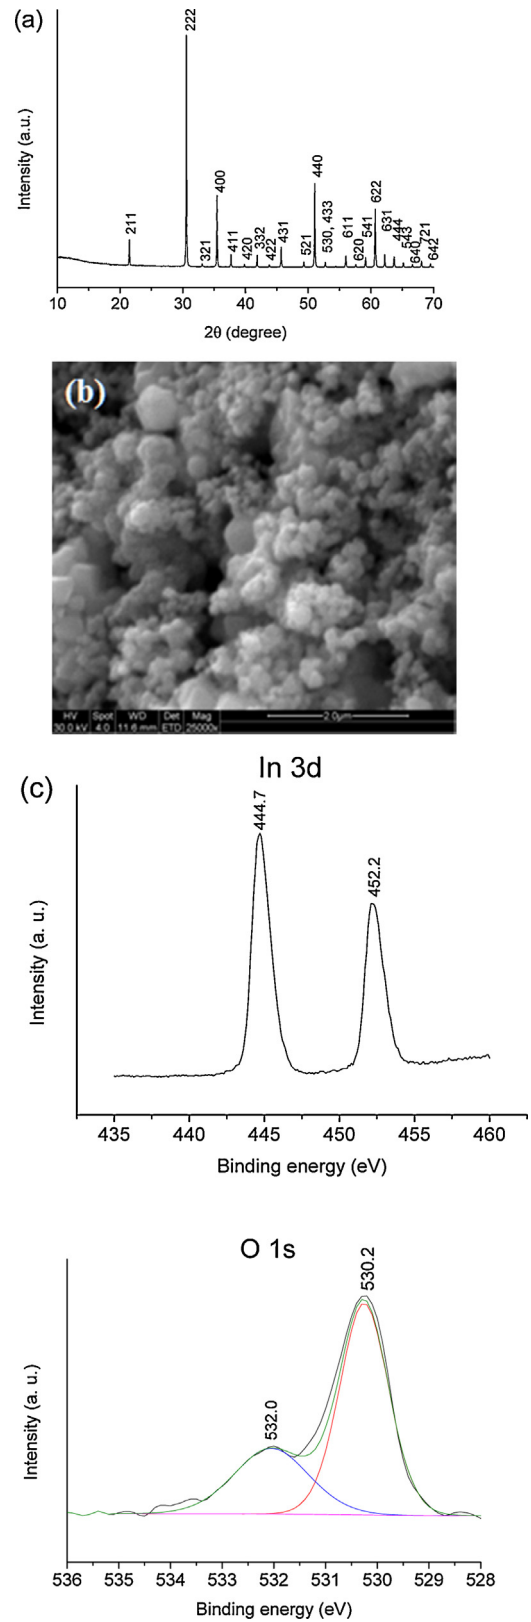 (a)
Intensity (a.u.)
211
222
321
400
411
420
332
422
431
521
440
530, 433
611
620
541
622
631
444
543
640
721
642
10 20 30 40 50 60 70
2θ (degree)
(b)
HV Spot WD Det Mag 2.0µm
30.0 kV 4.0 11.6 mm ETD 25000x
In 3d
(c)
Intensity (a. u.)
444.7
452.2
435 440 445 450 455 460
Binding energy (eV)
O 1s
Intensity (a. u.)
532.0
530.2
536 535 534 533 532 531 530 529 528
Binding energy (eV)